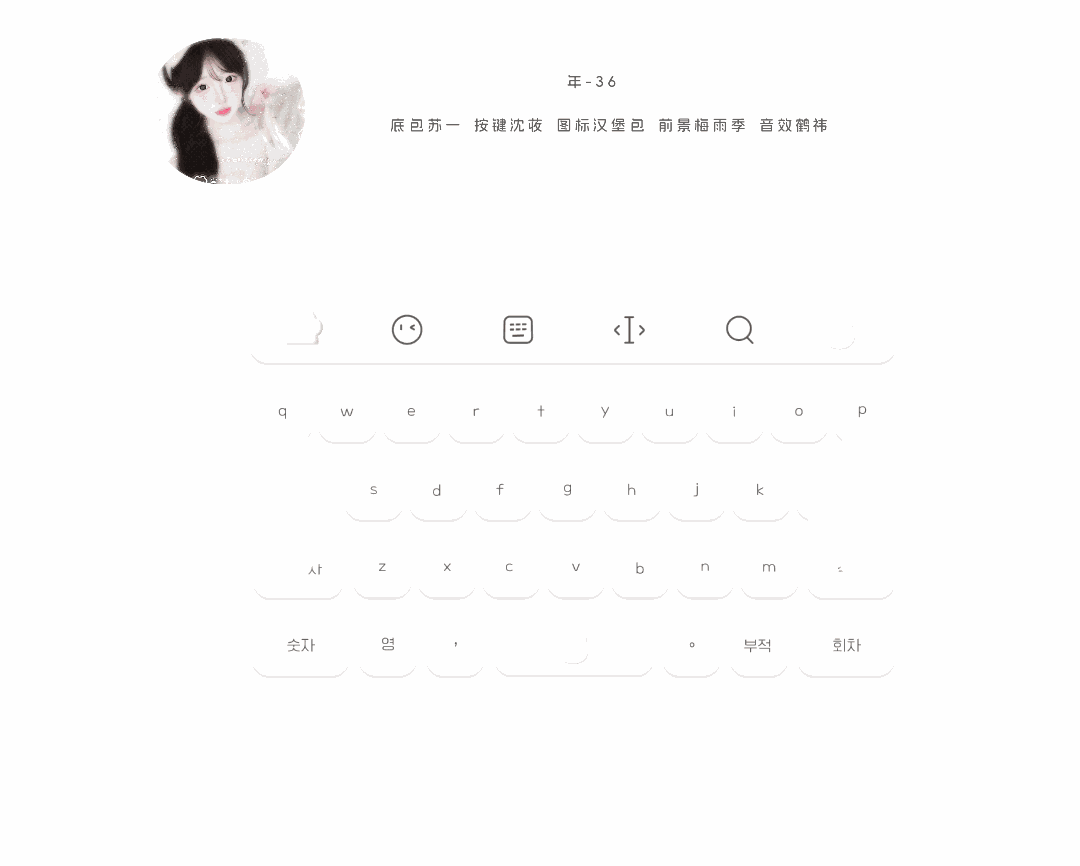 年-36
底包苏一 按键沈妆 图标汉堡包 前景梅雨季 音效鹤祎
q w e r t y u i o p
s d f g h j k
사 z x c v b n m
숫자 영 , 。 부적 회차